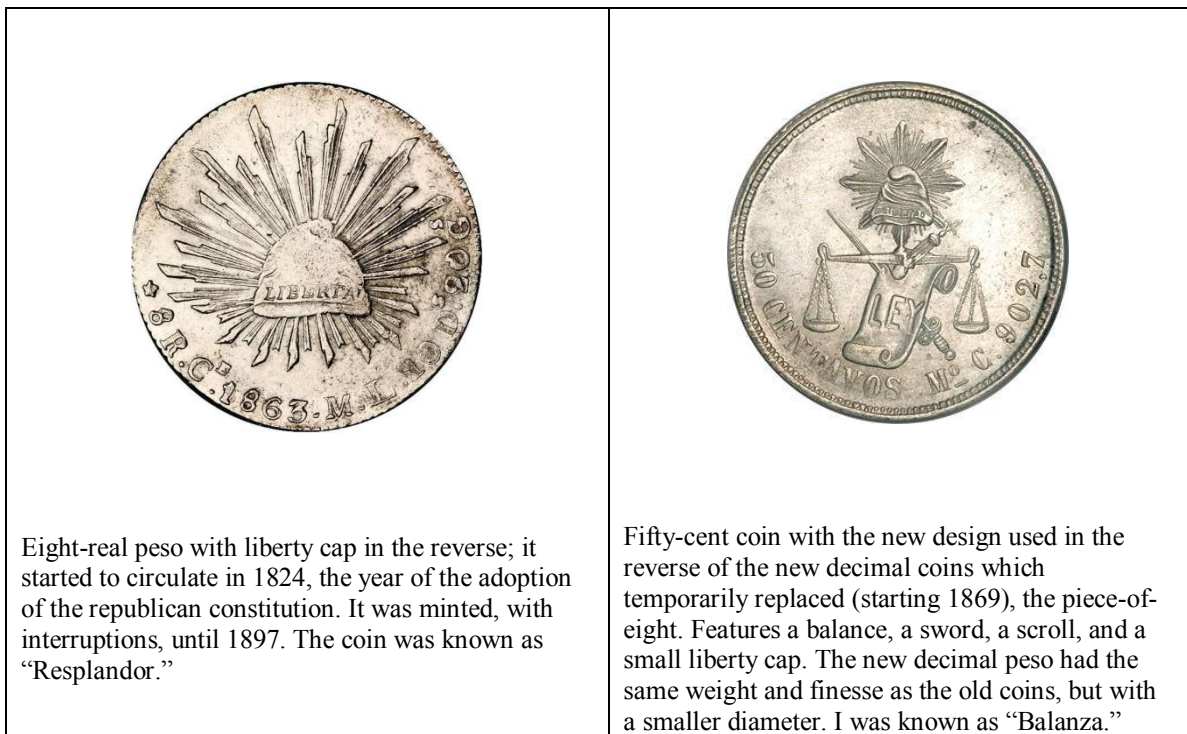 LIBERTA
8 R.CE.1863.M.L.10 Ds.20Gs
LEY
50 CENTAVOS Mo C. 902.7
Eight-real peso with liberty cap in the reverse; it
started to circulate in 1824, the year of the adoption
of the republican constitution. It was minted, with
interruptions, until 1897. The coin was known as
“Resplandor.”
Fifty-cent coin with the new design used in the
reverse of the new decimal coins which
temporarily replaced (starting 1869), the piece-of-
eight. Features a balance, a sword, a scroll, and a
small liberty cap. The new decimal peso had the
same weight and finesse as the old coins, but with
a smaller diameter. I was known as “Balanza.”